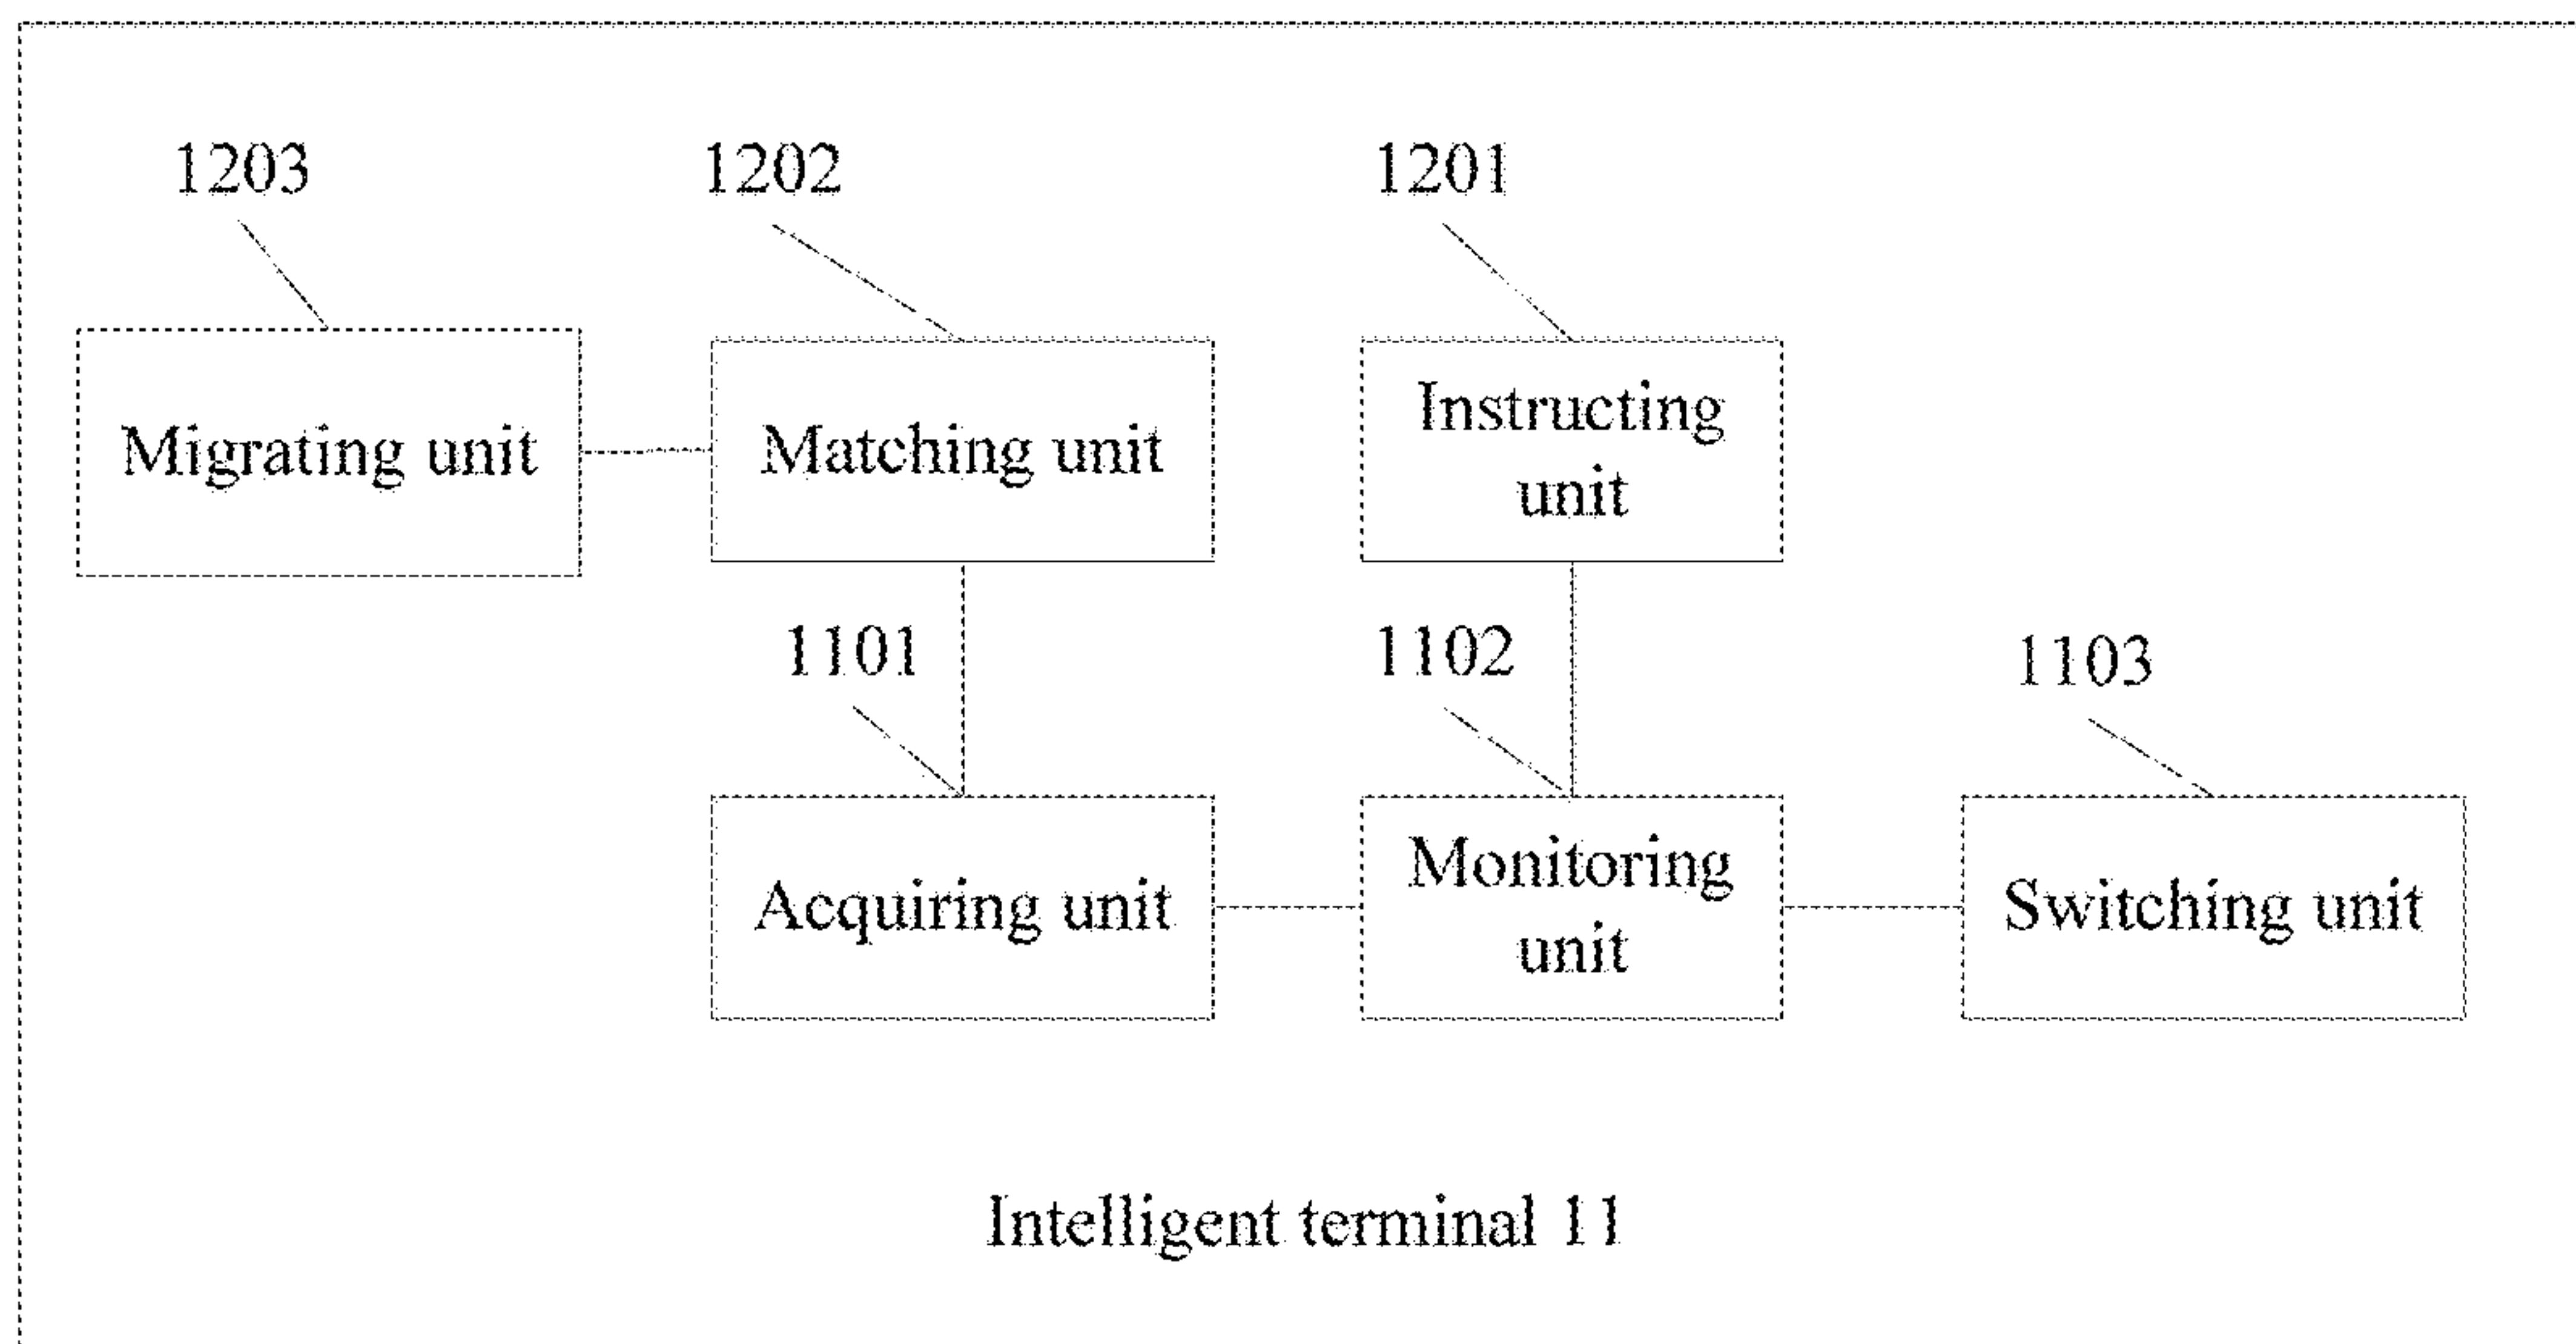 1203
1202
1201
Migrating unit
Matching unit
Instructing
unit
1101
1102
1103
Acquiring unit
Monitoring
unit
Switching unit
Intelligent terminal 11